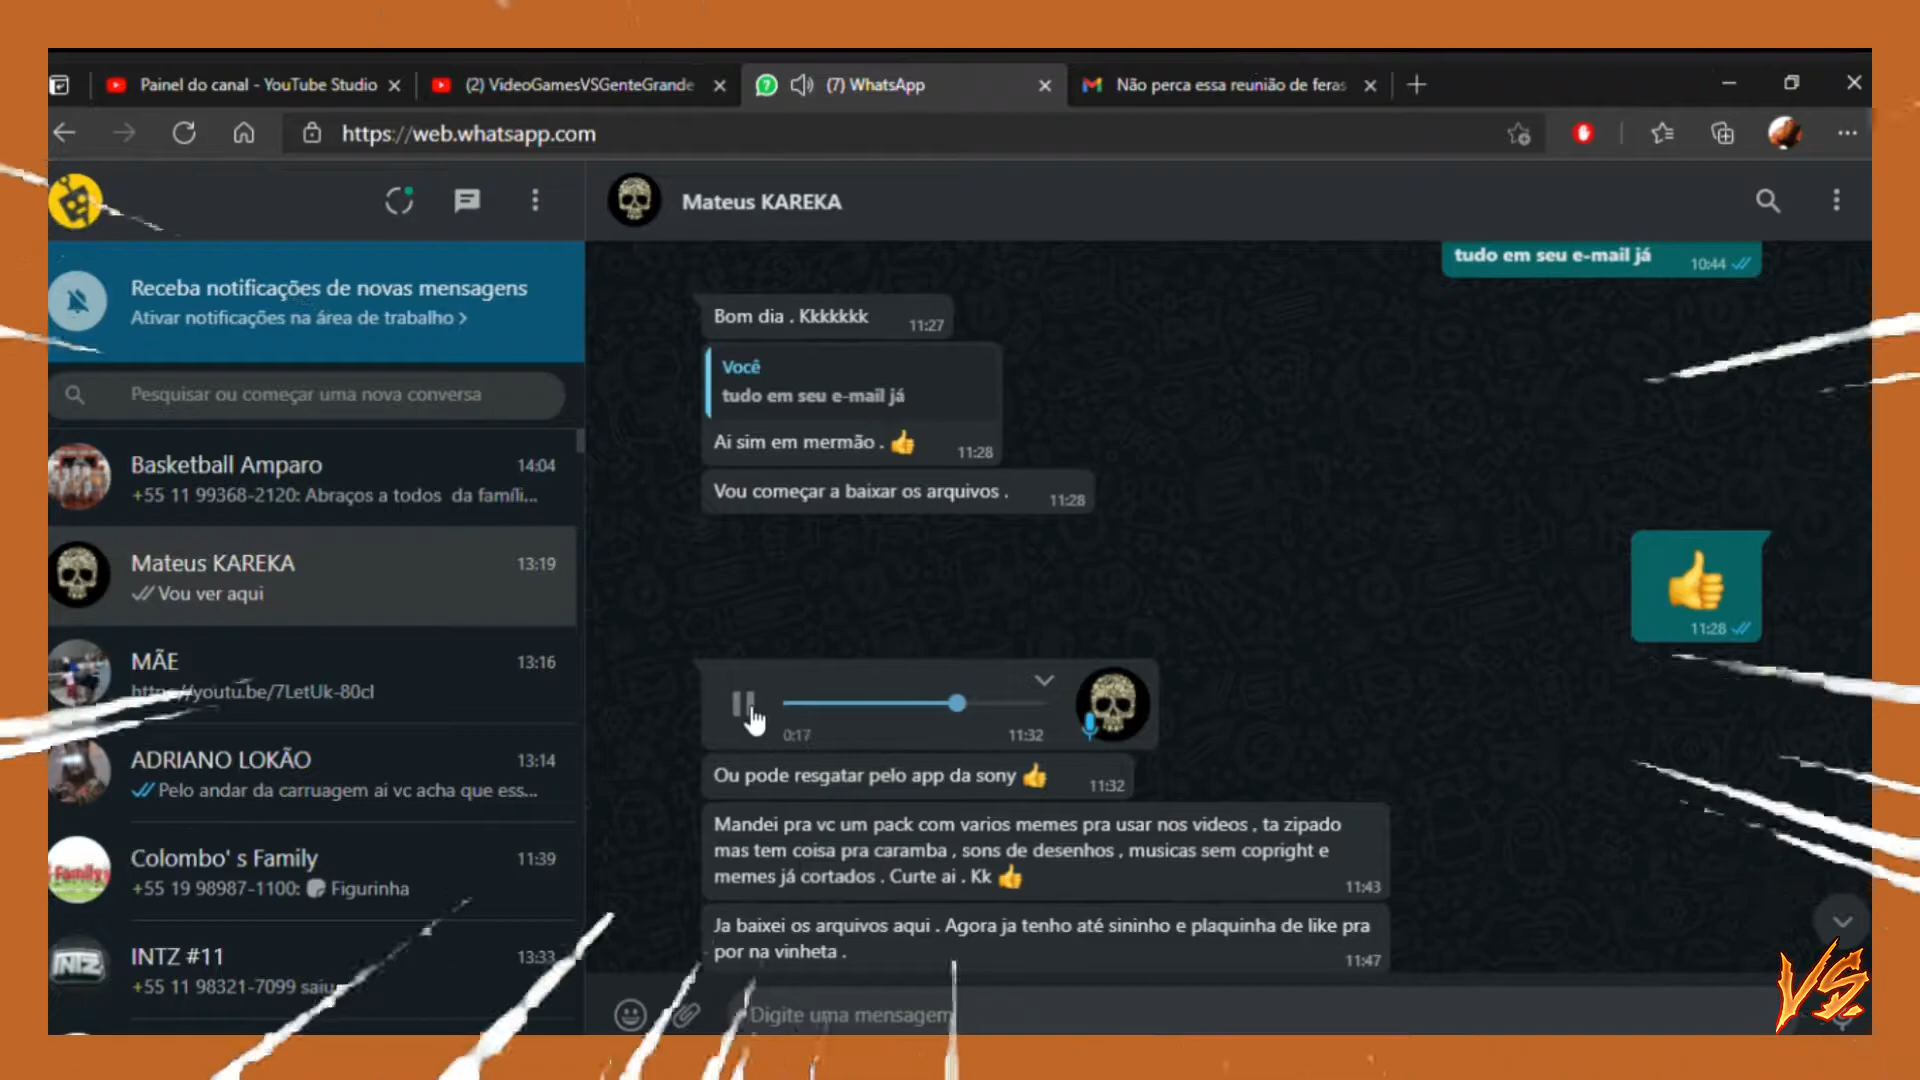 Painel do canal - YouTube Studio
(2) VideoGamesVSGenteGrande
(7) WhatsApp
Não perca essa reunião de feras
https://web.whatsapp.com
Mateus KAREKA
Receba notificações de novas mensagens
Ativar notificações na área de trabalho >
Pesquisar ou começar uma nova conversa
Basketball Amparo 14:04
+55 11 99368-2120: Abraços a todos da famíli...
Mateus KAREKA 13:19
Vou ver aqui
MÃE 13:16
https://youtu.be/7LetUk-80cI
ADRIANO LOKÃO 13:14
Pelo andar da carruagem ai vc acha que ess...
Colombo' s Family 11:39
+55 19 98987-1100: Figurinha
INTZ #11 13:33
+55 11 98321-7099 saiu
tudo em seu e-mail já
10:44
Bom dia . Kkkkkkk
11:27
Você
tudo em seu e-mail já
Ai sim em mermão . 👍
11:28
Vou começar a baixar os arquivos .
11:28
👍
11:28
0:17 11:32
Ou pode resgatar pelo app da sony 👍
11:32
Mandei pra vc um pack com varios memes pra usar nos videos , ta zipado
mas tem coisa pra caramba , sons de desenhos , musicas sem copright e
memes já cortados . Curte ai . Kk 👍
11:43
Ja baixei os arquivos aqui . Agora ja tenho até sininho e plaquinha de like pra
por na vinheta .
11:47
Digite uma mensagem
Family
INTZ
VS